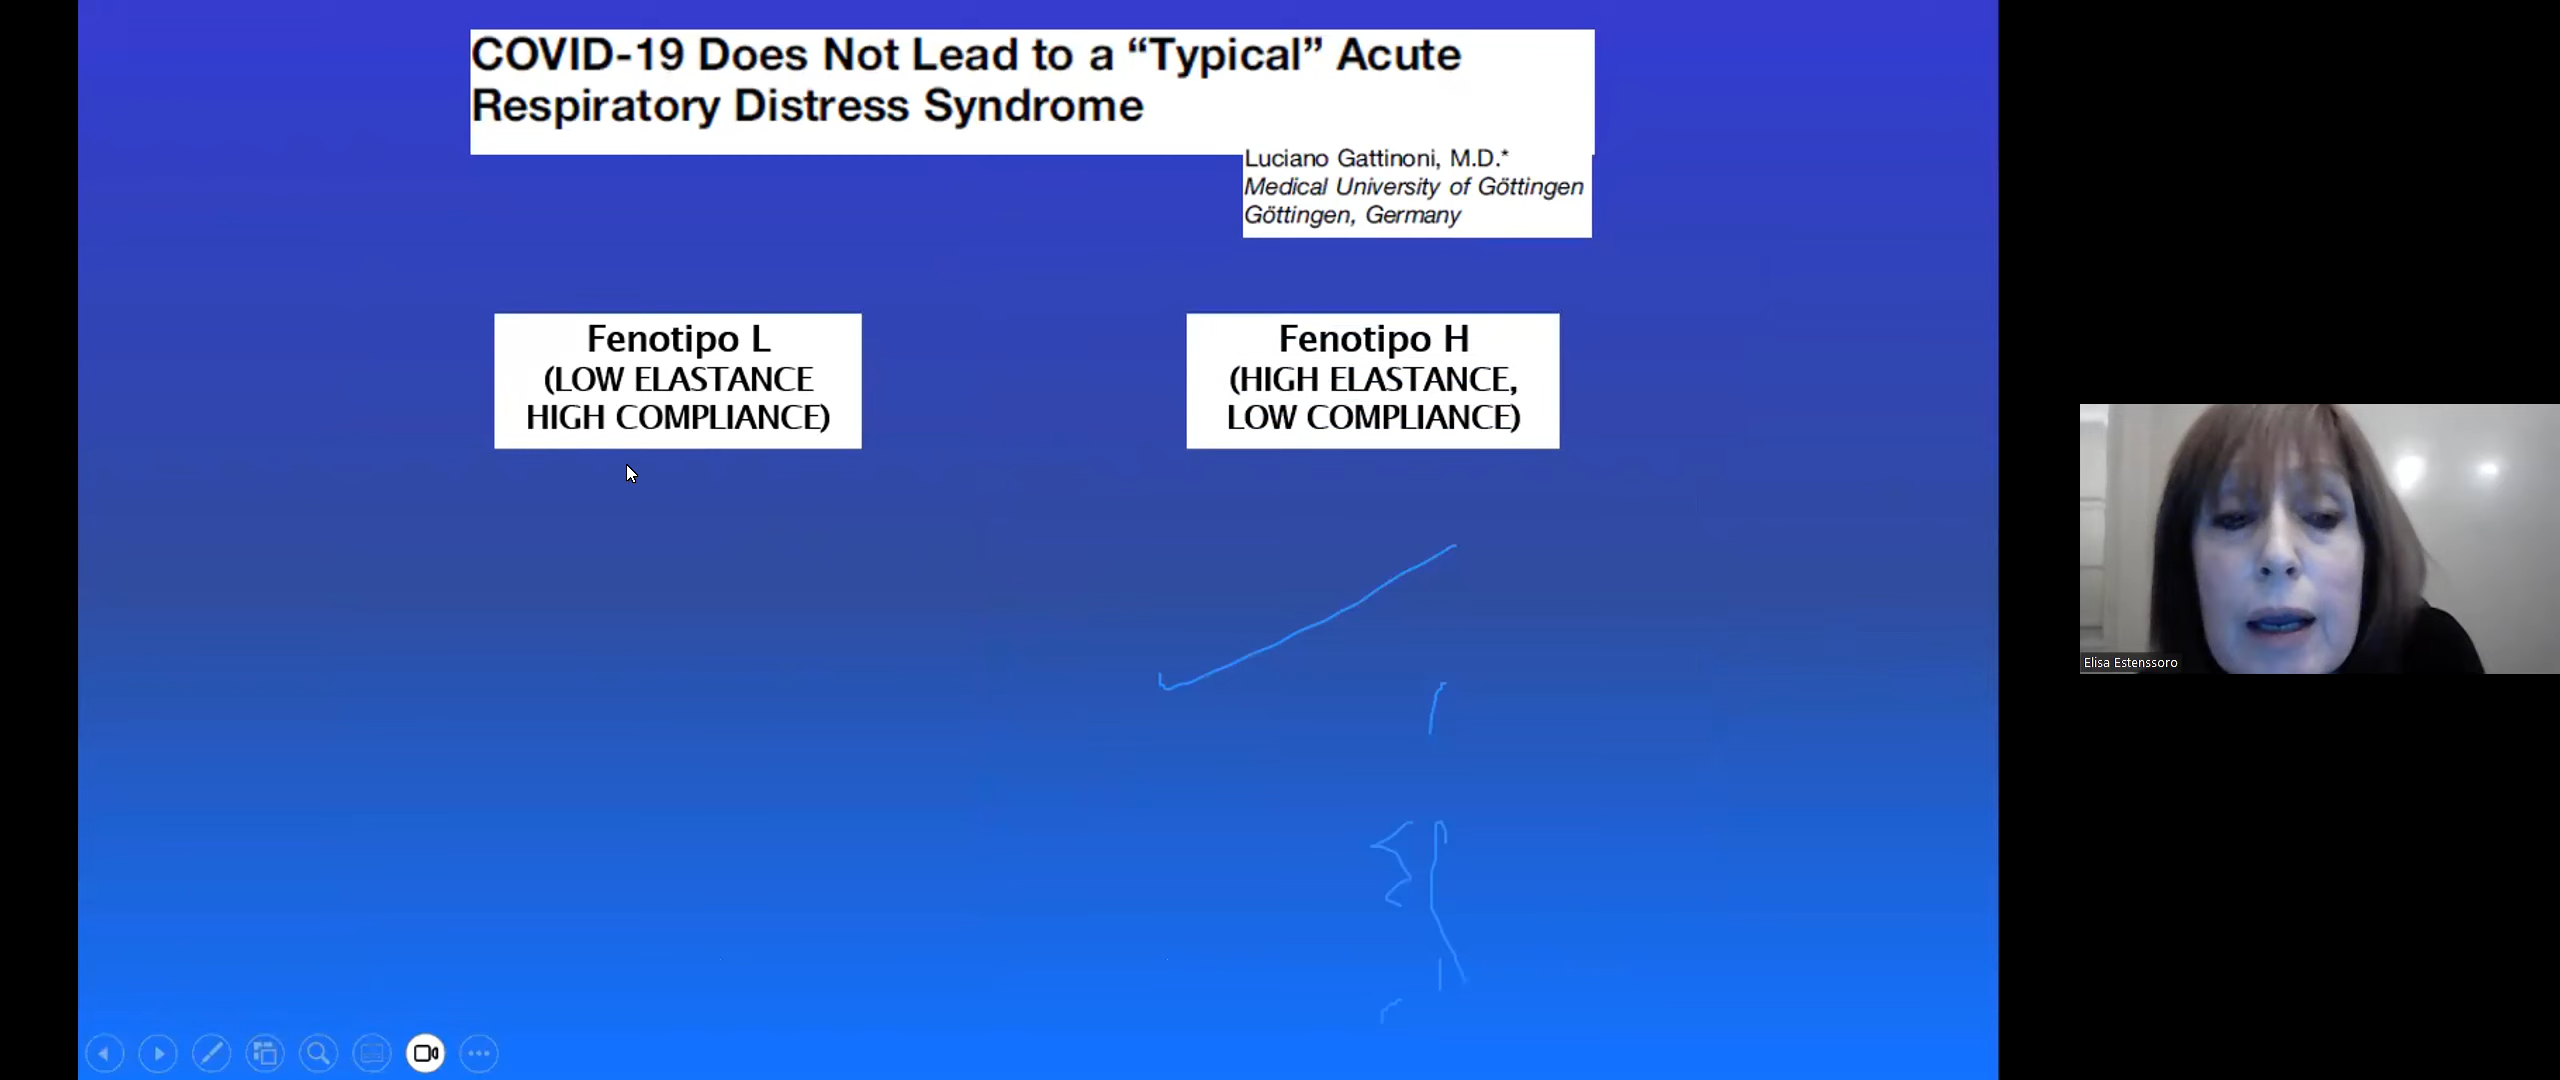 COVID-19 Does Not Lead to a “Typical” Acute
Respiratory Distress Syndrome
Luciano Gattinoni, M.D.*
Medical University of Göttingen
Göttingen, Germany
Fenotipo L
(LOW ELASTANCE
HIGH COMPLIANCE)
Fenotipo H
(HIGH ELASTANCE,
LOW COMPLIANCE)
Elisa Estenssoro